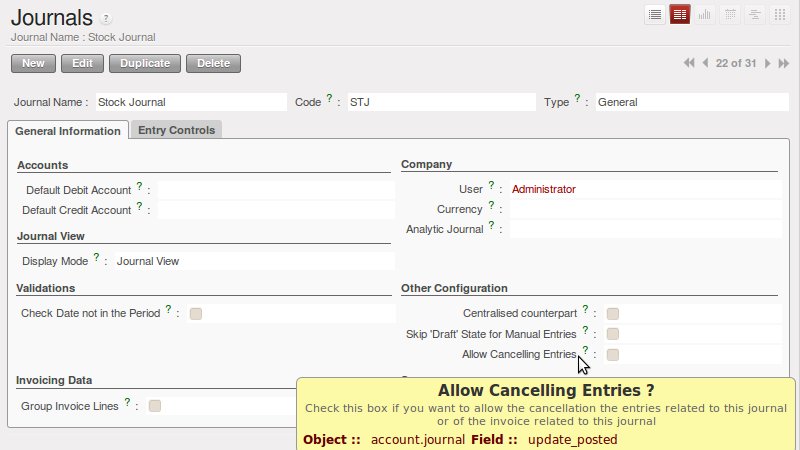 Journals ?
Journal Name : Stock Journal
New Edit Duplicate Delete
22 of 31
Journal Name : Stock Journal Code ? : STJ Type ? : General
General Information Entry Controls
Accounts
Default Debit Account ? :
Default Credit Account ? :
Journal View
Display Mode ? : Journal View
Validations
Check Date not in the Period ? :
Invoicing Data
Group Invoice Lines ? :
Company
User ? : Administrator
Currency ? :
Analytic Journal ? :
Other Configuration
Centralised counterpart ? :
Skip 'Draft' State for Manual Entries ? :
Allow Cancelling Entries ? :
Allow Cancelling Entries ?
Check this box if you want to allow the cancellation the entries related to this journal
or of the invoice related to this journal
Object :: account.journal Field :: update_posted